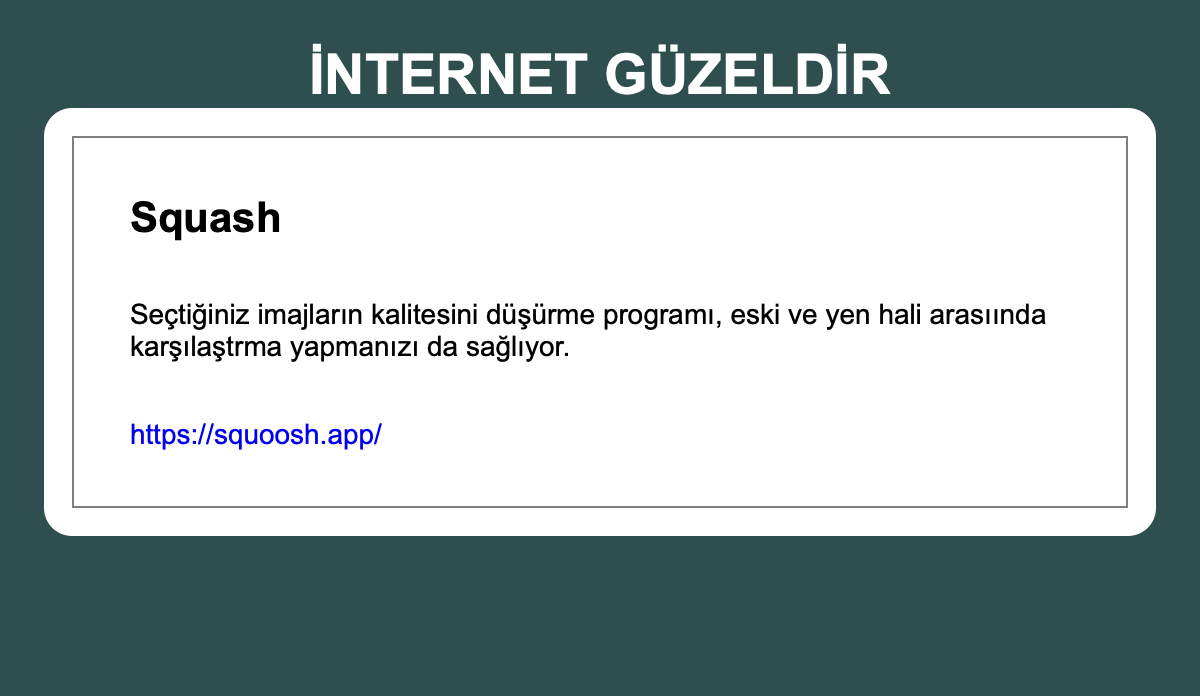 İNTERNET GÜZELDİR
Squash
Seçtiğiniz imajların kalitesini düşürme programı, eski ve yen hali arasıında
karşılaştrma yapmanızı da sağlıyor.
https://squoosh.app/